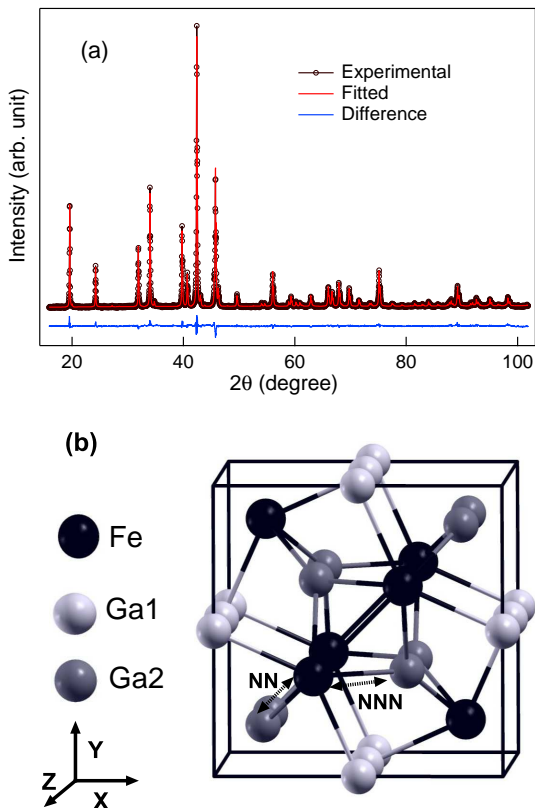 (a)
Experimental
Fitted
Difference
Intensity (arb. unit)
20 40 60 80 100
2θ (degree)
(b)
Fe
Ga1
Ga2
NN
NNN
Y
Z
X